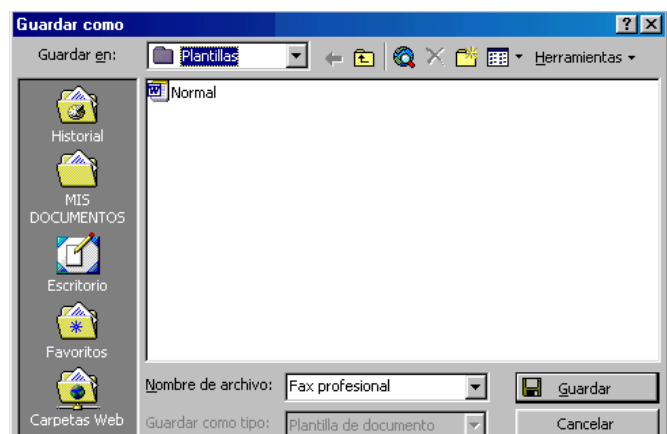 Guardar como
Guardar en:
Plantillas
Herramientas
Normal
Historial
MIS
DOCUMENTOS
Escritorio
Favoritos
Carpetas Web
Nombre de archivo:
Fax profesional
Guardar
Guardar como tipo:
Plantilla de documento
Cancelar